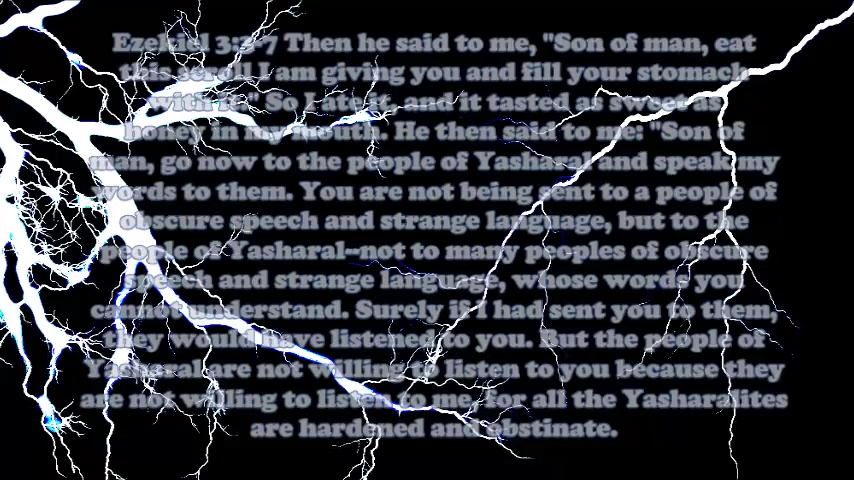 Ezekiel 3:3-7 Then he said to me, "Son of man, eat
this scroll I am giving you and fill your stomach
with it." So I ate it, and it tasted as sweet as
honey in my mouth. He then said to me: "Son of
man, go now to the people of Yasharal and speak my
words to them. You are not being sent to a people of
obscure speech and strange language, but to the
people of Yasharal--not to many peoples of obscure
speech and strange language, whose words you
cannot understand. Surely if I had sent you to them,
they would have listened to you. But the people of
Yasharal are not willing to listen to you because they
are not willing to listen to me, for all the Yasharalites
are hardened and obstinate.